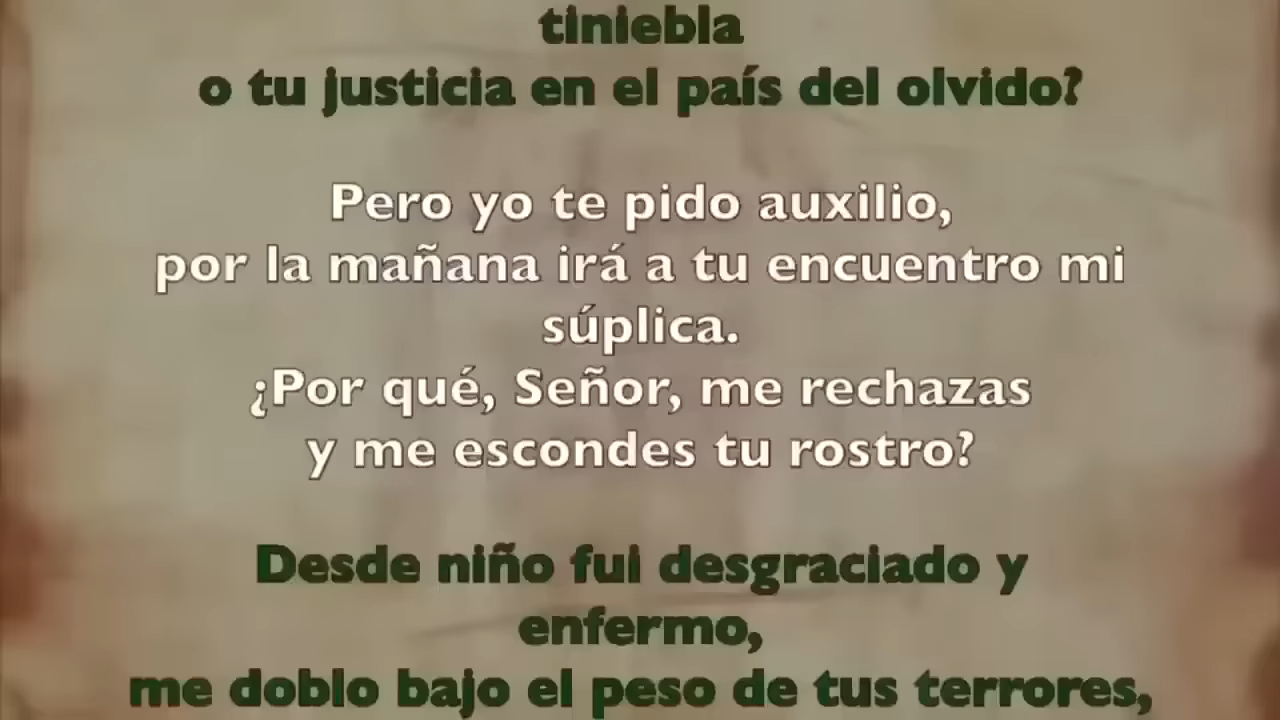 tiniebla
o tu justicia en el país del olvido?
Pero yo te pido auxilio,
por la mañana irá a tu encuentro mi
súplica.
¿Por qué, Señor, me rechazas
y me escondes tu rostro?
Desde niño fui desgraciado y
enfermo,
me doblo bajo el peso de tus terrores,